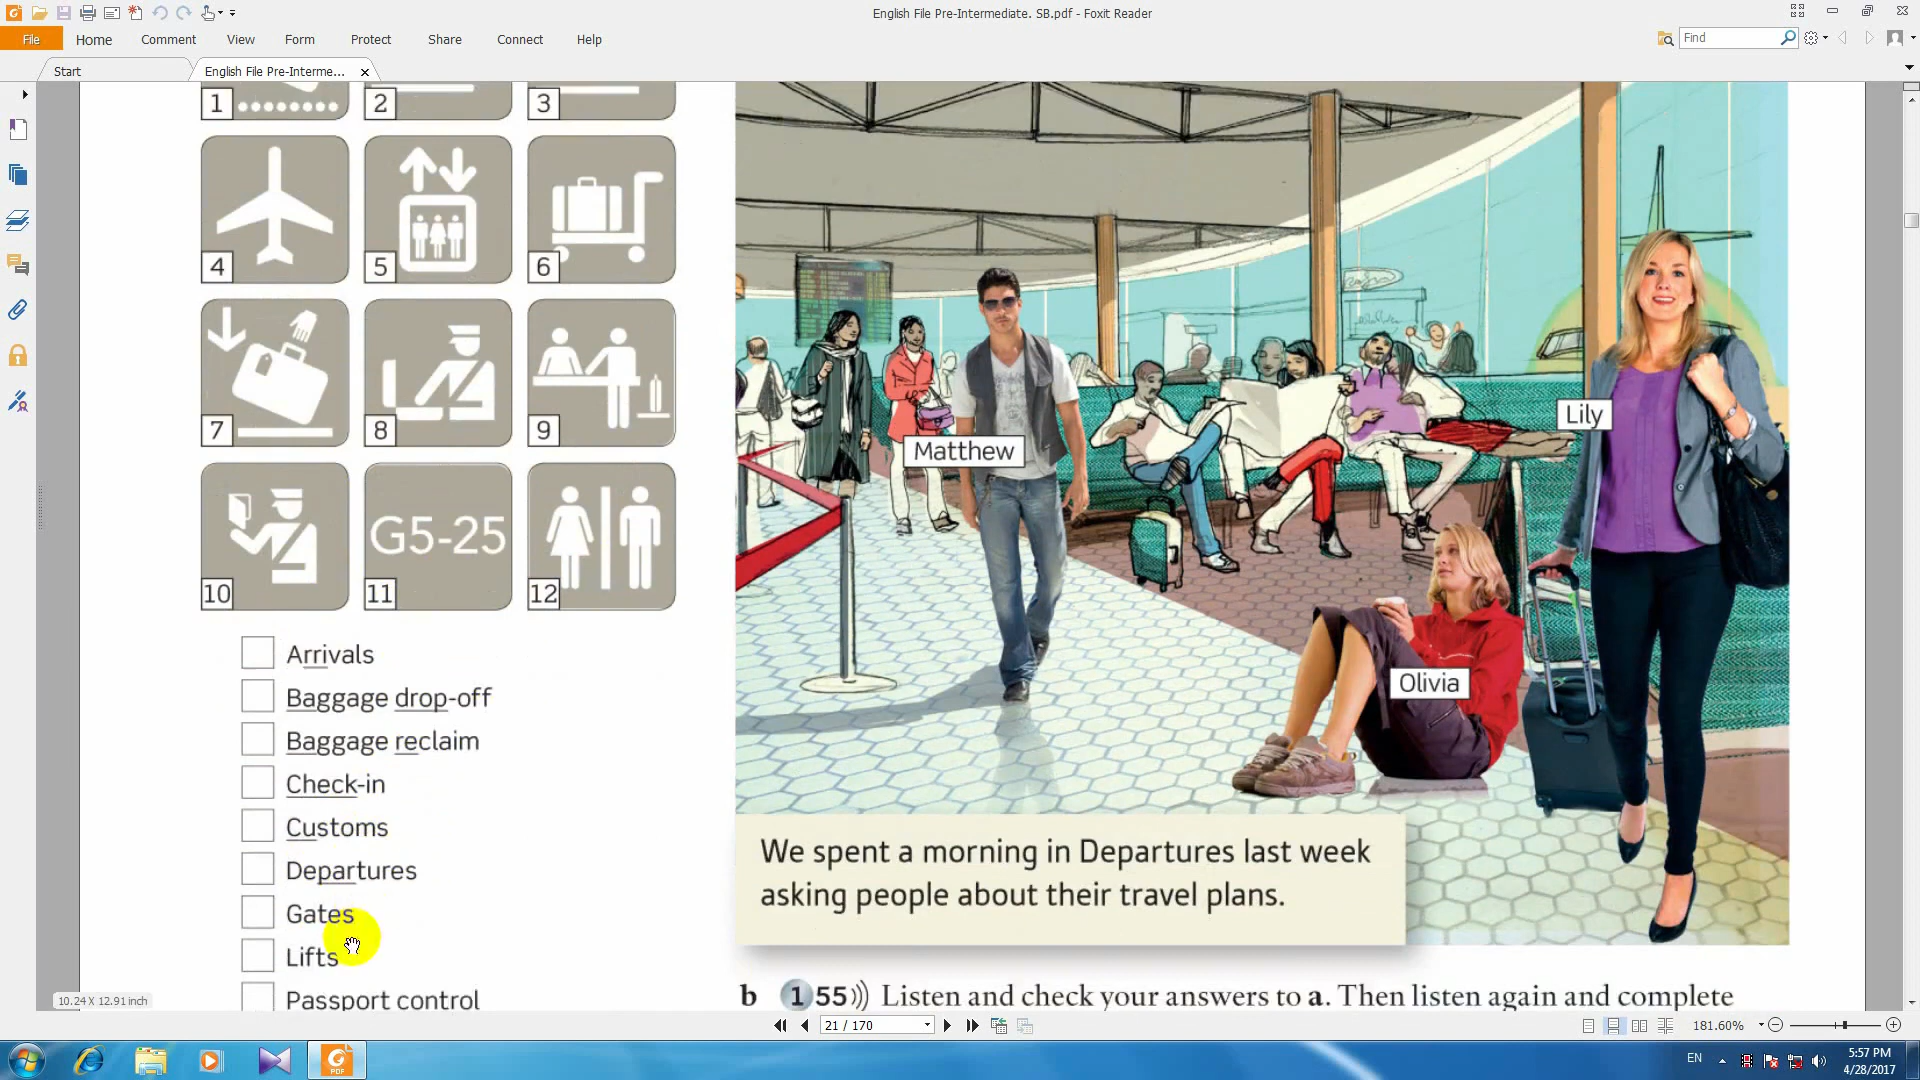 English File Pre-Intermediate. SB.pdf - Foxit Reader
File Home Comment View Form Protect Share Connect Help
Find
Start
English File Pre-Interme...
1 2 3
4 5 6
7 8 9
G5-25
10 11 12
Matthew
Lily
Olivia
Arrivals
Baggage drop-off
Baggage reclaim
Check-in
Customs
Departures
Gates
Lifts
Passport control
We spent a morning in Departures last week
asking people about their travel plans.
b 1 55 Listen and check your answers to a. Then listen again and complete
10.24 X 12.91 inch
21 / 170
181.60%
PDF
EN
5:57 PM
4/28/2017